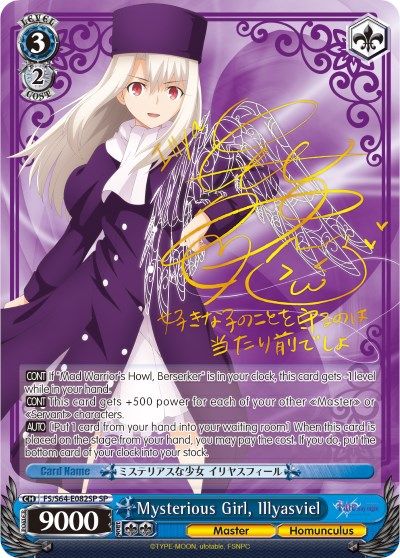 LEVEL
3
2
COST
イリヤ
好きな子のことを守るのは
当たり前でしょ
CONT If "Mad Warrior's Howl, Berserker" is in your clock, this card gets -1 level
while in your hand.
CONT This card gets +500 power for each of your other «Master» or
«Servant» characters.
AUTO [Put 1 card from your hand into your waiting room] When this card is
placed on stage from your hand, you may pay the cost. If you do, put the
bottom card of your clock into your stock.
Card Name
ミステリアスな少女 イリヤスフィール
CH FS/S64-E082SP SP
POWER
9000
Mysterious Girl, Illyasviel
Master
Homunculus
©TYPE-MOON, ufotable, FSNPC